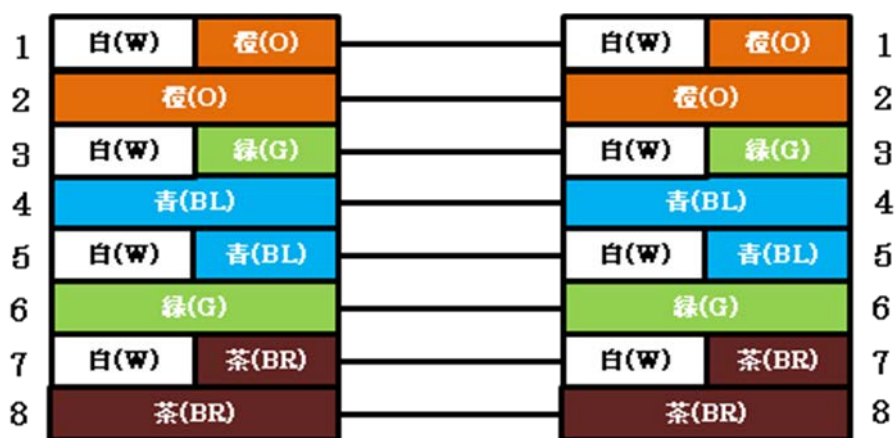 1 白(W) 橙(O) 白(W) 橙(O) 1
2 橙(O) 橙(O) 2
3 白(W) 緑(G) 白(W) 緑(G) 3
4 青(BL) 青(BL) 4
5 白(W) 青(BL) 白(W) 青(BL) 5
6 緑(G) 緑(G) 6
7 白(W) 茶(BR) 白(W) 茶(BR) 7
8 茶(BR) 茶(BR) 8